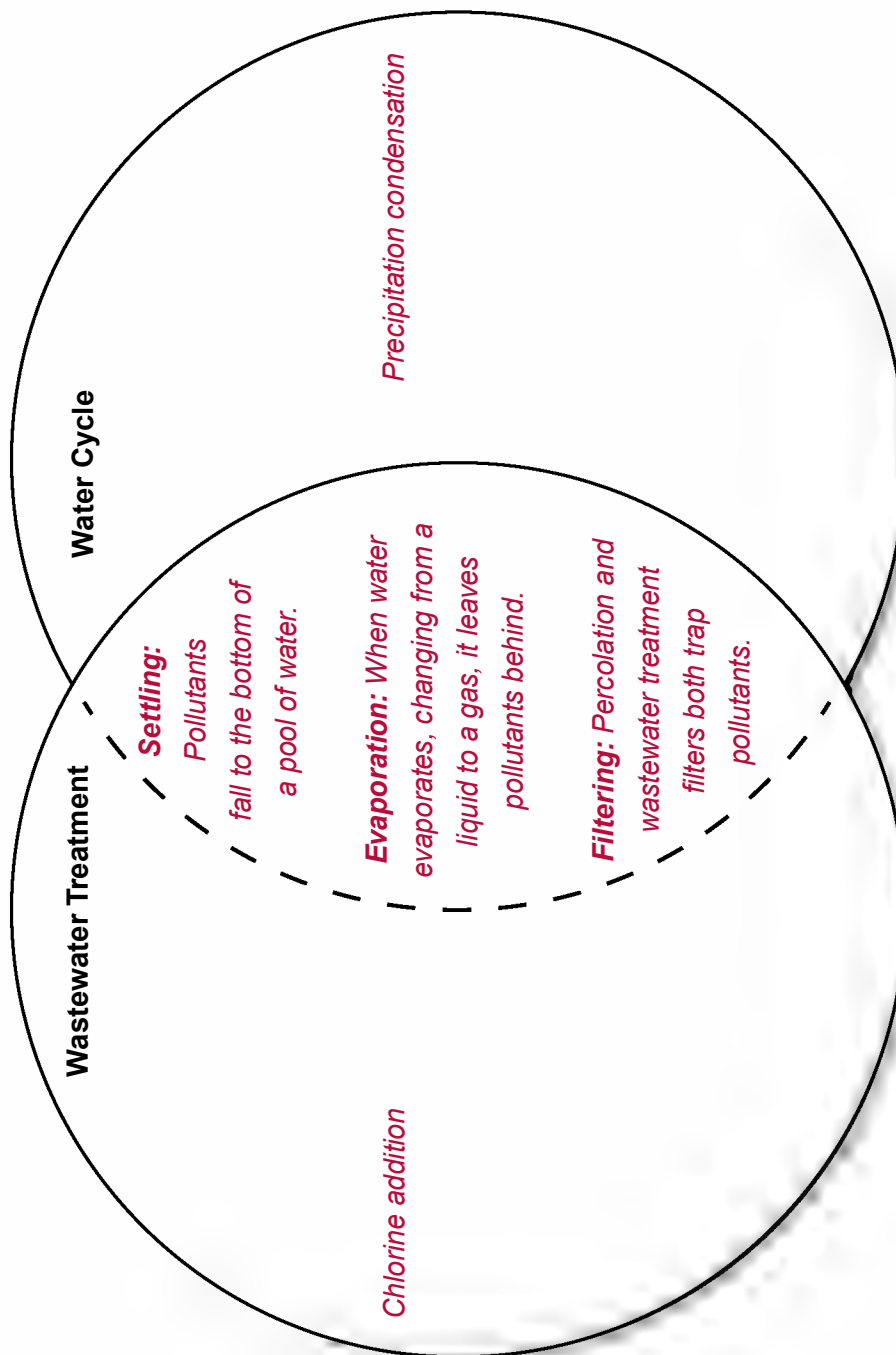 Wastewater Treatment
Water Cycle
Chlorine addition
Settling:
Pollutants
fall to the bottom of
a pool of water.
Evaporation: When water
evaporates, changing from a
liquid to a gas, it leaves
pollutants behind.
Filtering: Percolation and
wastewater treatment
filters both trap
pollutants.
Precipitation condensation